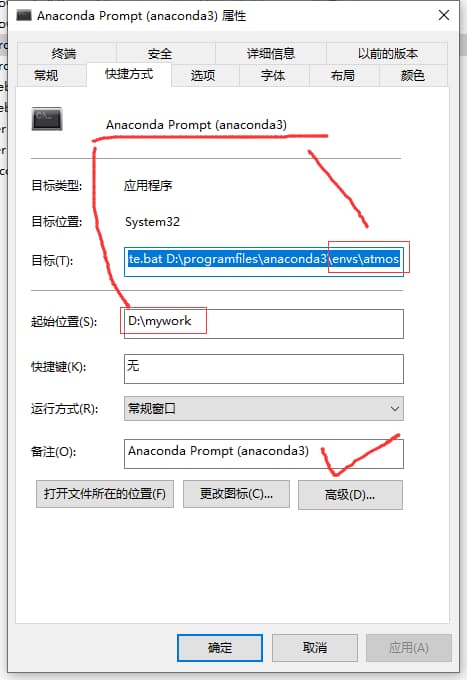 Anaconda Prompt (anaconda3) 属性
终端 安全 详细信息 以前的版本
常规 快捷方式 选项 字体 布局 颜色
Anaconda Prompt (anaconda3)
目标类型: 应用程序
目标位置: System32
目标(T): te.bat D:\programfiles\anaconda3\envs\atmos
起始位置(S): D:\mywork
快捷键(K): 无
运行方式(R): 常规窗口
备注(O): Anaconda Prompt (anaconda3)
打开文件所在的位置(F) 更改图标(C)... 高级(D)...
确定 取消 应用(A)